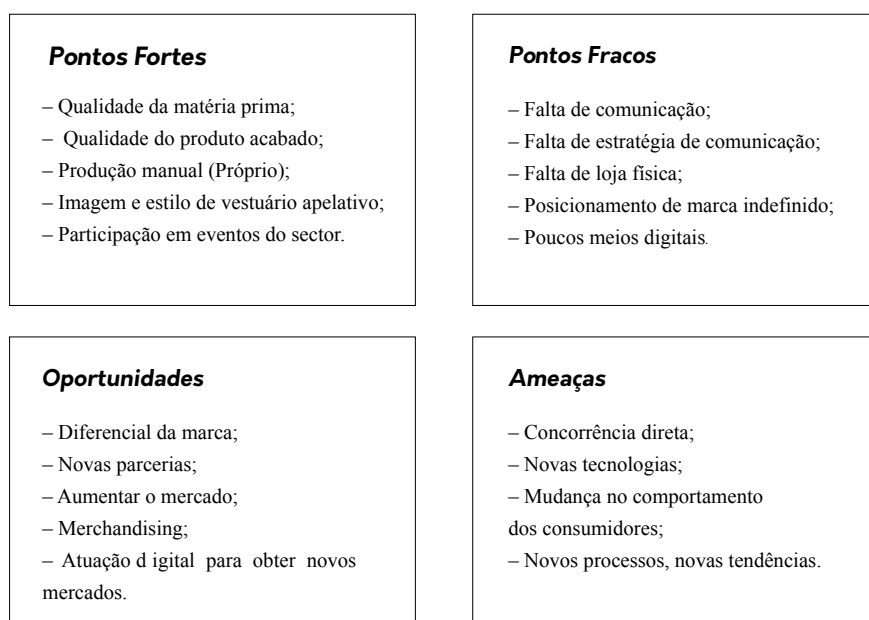 Pontos Fortes
– Qualidade da matéria prima;
– Qualidade do produto acabado;
– Produção manual (Próprio);
– Imagem e estilo de vestuário apelativo;
– Participação em eventos do sector.
Pontos Fracos
– Falta de comunicação;
– Falta de estratégia de comunicação;
– Falta de loja física;
– Posicionamento de marca indefinido;
– Poucos meios digitais.
Oportunidades
– Diferencial da marca;
– Novas parcerias;
– Aumentar o mercado;
– Merchandising;
– Atuação d igital para obter novos
mercados.
Ameaças
– Concorrência direta;
– Novas tecnologias;
– Mudança no comportamento
dos consumidores;
– Novos processos, novas tendências.